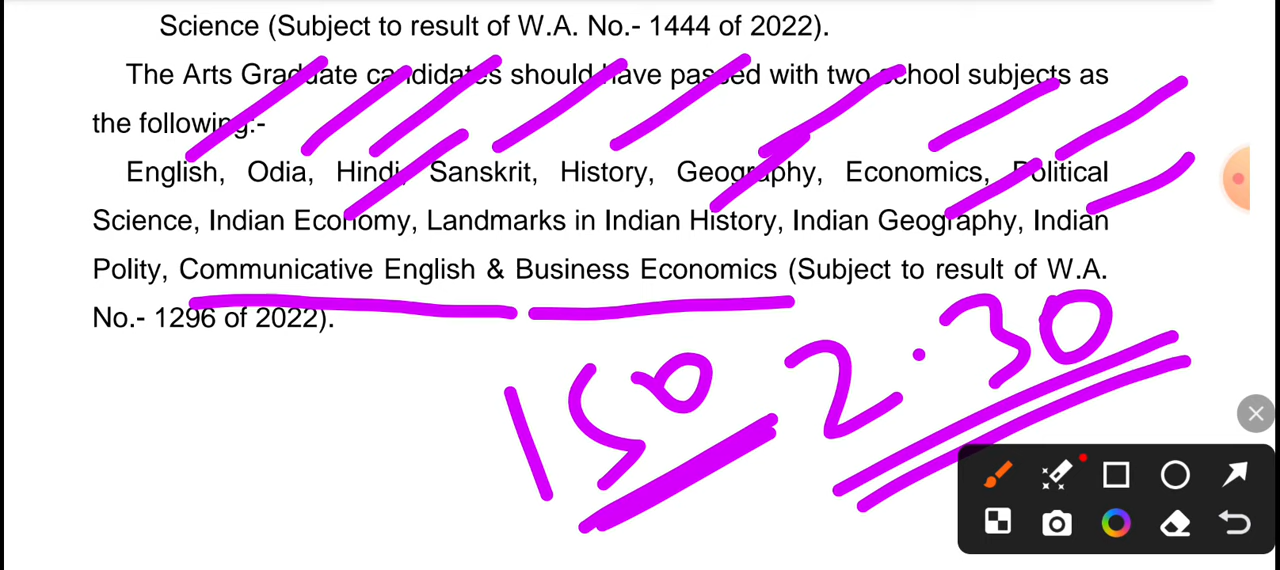 Science (Subject to result of W.A. No.- 1444 of 2022).
The Arts Graduate candidates should have passed with two school subjects as
the following:-
English, Odia, Hindi, Sanskrit, History, Geography, Economics, Political
Science, Indian Economy, Landmarks in Indian History, Indian Geography, Indian
Polity, Communicative English & Business Economics (Subject to result of W.A.
No.- 1296 of 2022).
150 2.30